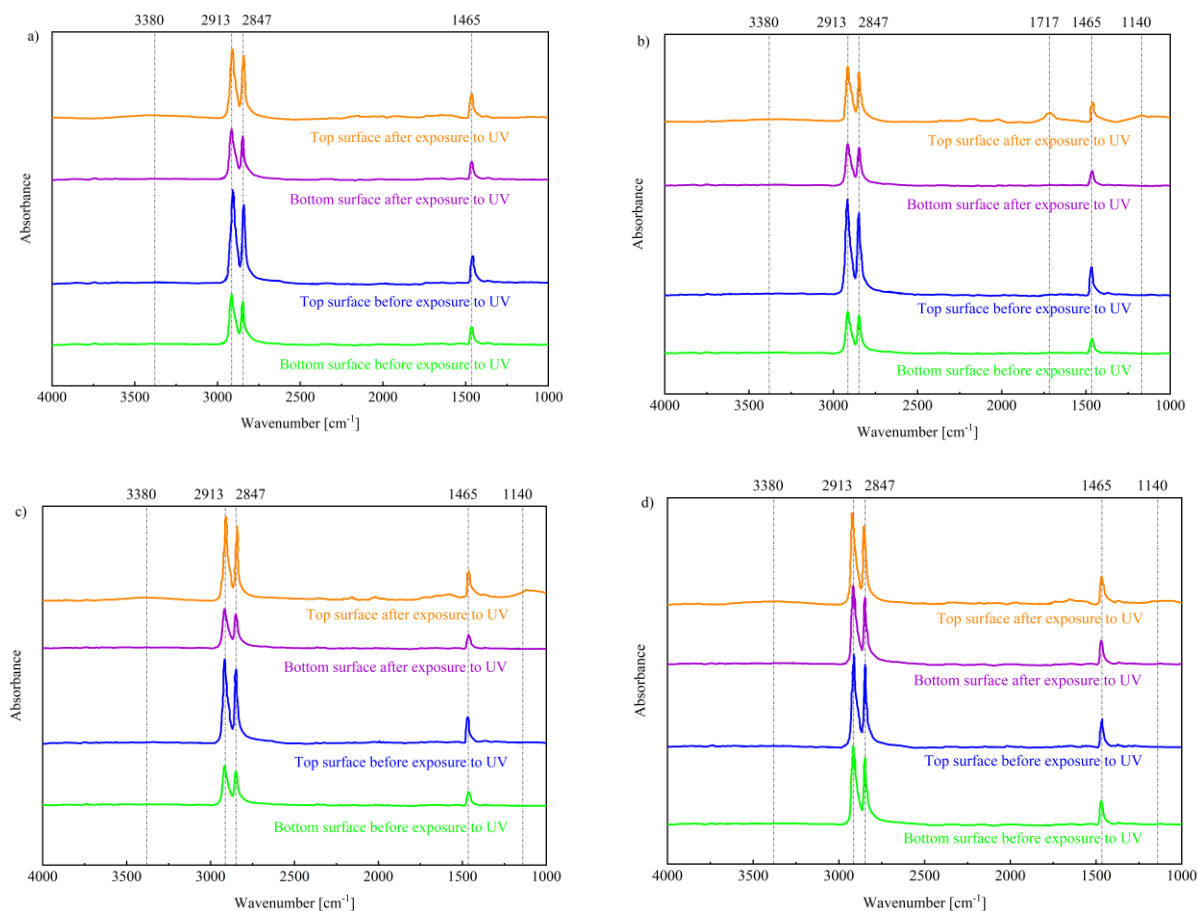 a)
3380 2913 2847 1465
Absorbance
Top surface after exposure to UV
Bottom surface after exposure to UV
Top surface before exposure to UV
Bottom surface before exposure to UV
4000 3500 3000 2500 2000 1500 1000
Wavenumber [cm⁻¹]
b)
3380 2913 2847 1717 1465 1140
Absorbance
Top surface after exposure to UV
Bottom surface after exposure to UV
Top surface before exposure to UV
Bottom surface before exposure to UV
4000 3500 3000 2500 2000 1500 1000
Wavenumber [cm⁻¹]
c)
3380 2913 2847 1465 1140
Absorbance
Top surface after exposure to UV
Bottom surface after exposure to UV
Top surface before exposure to UV
Bottom surface before exposure to UV
4000 3500 3000 2500 2000 1500 1000
Wavenumber [cm⁻¹]
d)
3380 2913 2847 1465 1140
Absorbance
Top surface after exposure to UV
Bottom surface after exposure to UV
Top surface before exposure to UV
Bottom surface before exposure to UV
4000 3500 3000 2500 2000 1500 1000
Wavenumber [cm⁻¹]